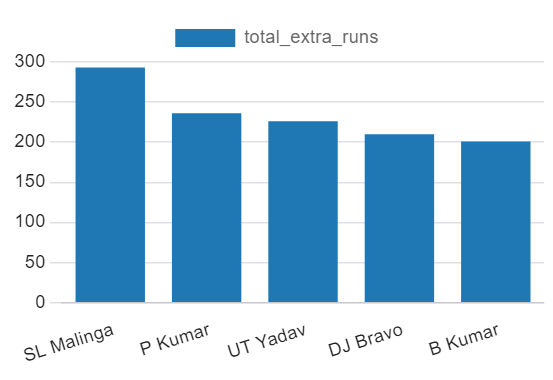 total_extra_runs
300
250
200
150
100
50
0
SL Malinga
P Kumar
UT Yadav
DJ Bravo
B Kumar